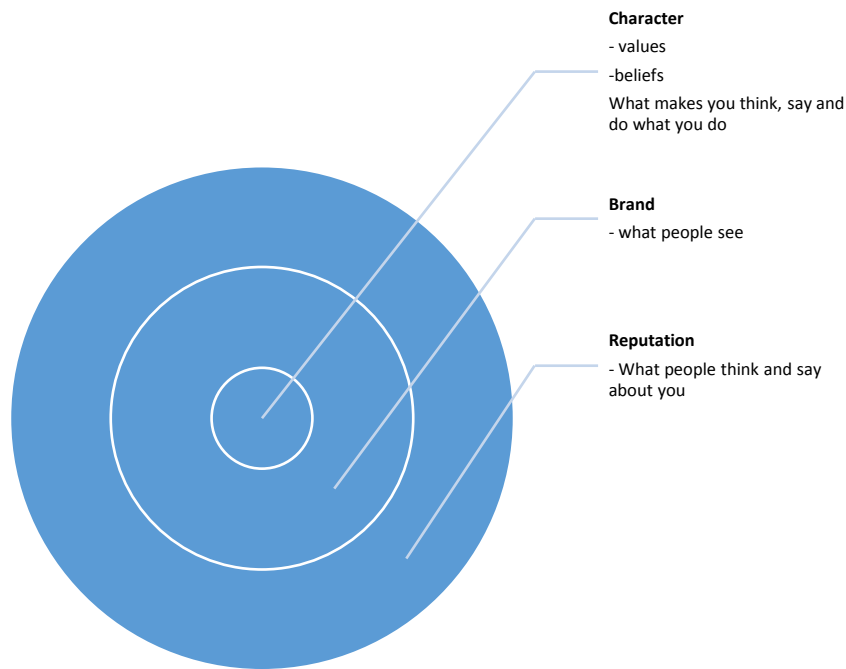 Character
- values
-beliefs
What makes you think, say and
do what you do
Brand
- what people see
Reputation
- What people think and say
about you